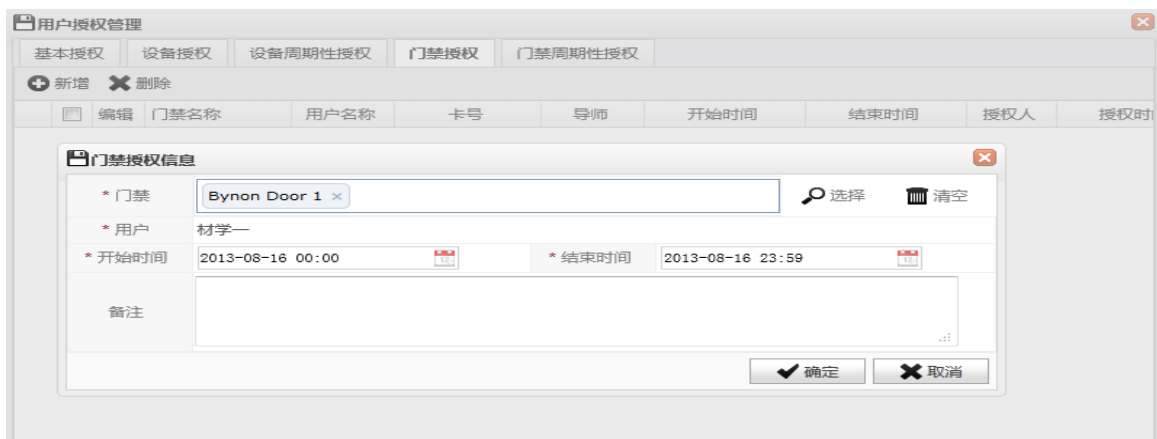 用户授权管理
基本授权 设备授权 设备周期性授权 门禁授权 门禁周期性授权
新增 删除
编辑 门禁名称 用户名称 卡号 导师 开始时间 结束时间 授权人 授权时
门禁授权信息
* 门禁 Bynon Door 1 × 选择 清空
* 用户 材学一
* 开始时间 2013-08-16 00:00 * 结束时间 2013-08-16 23:59
备注
确定 取消